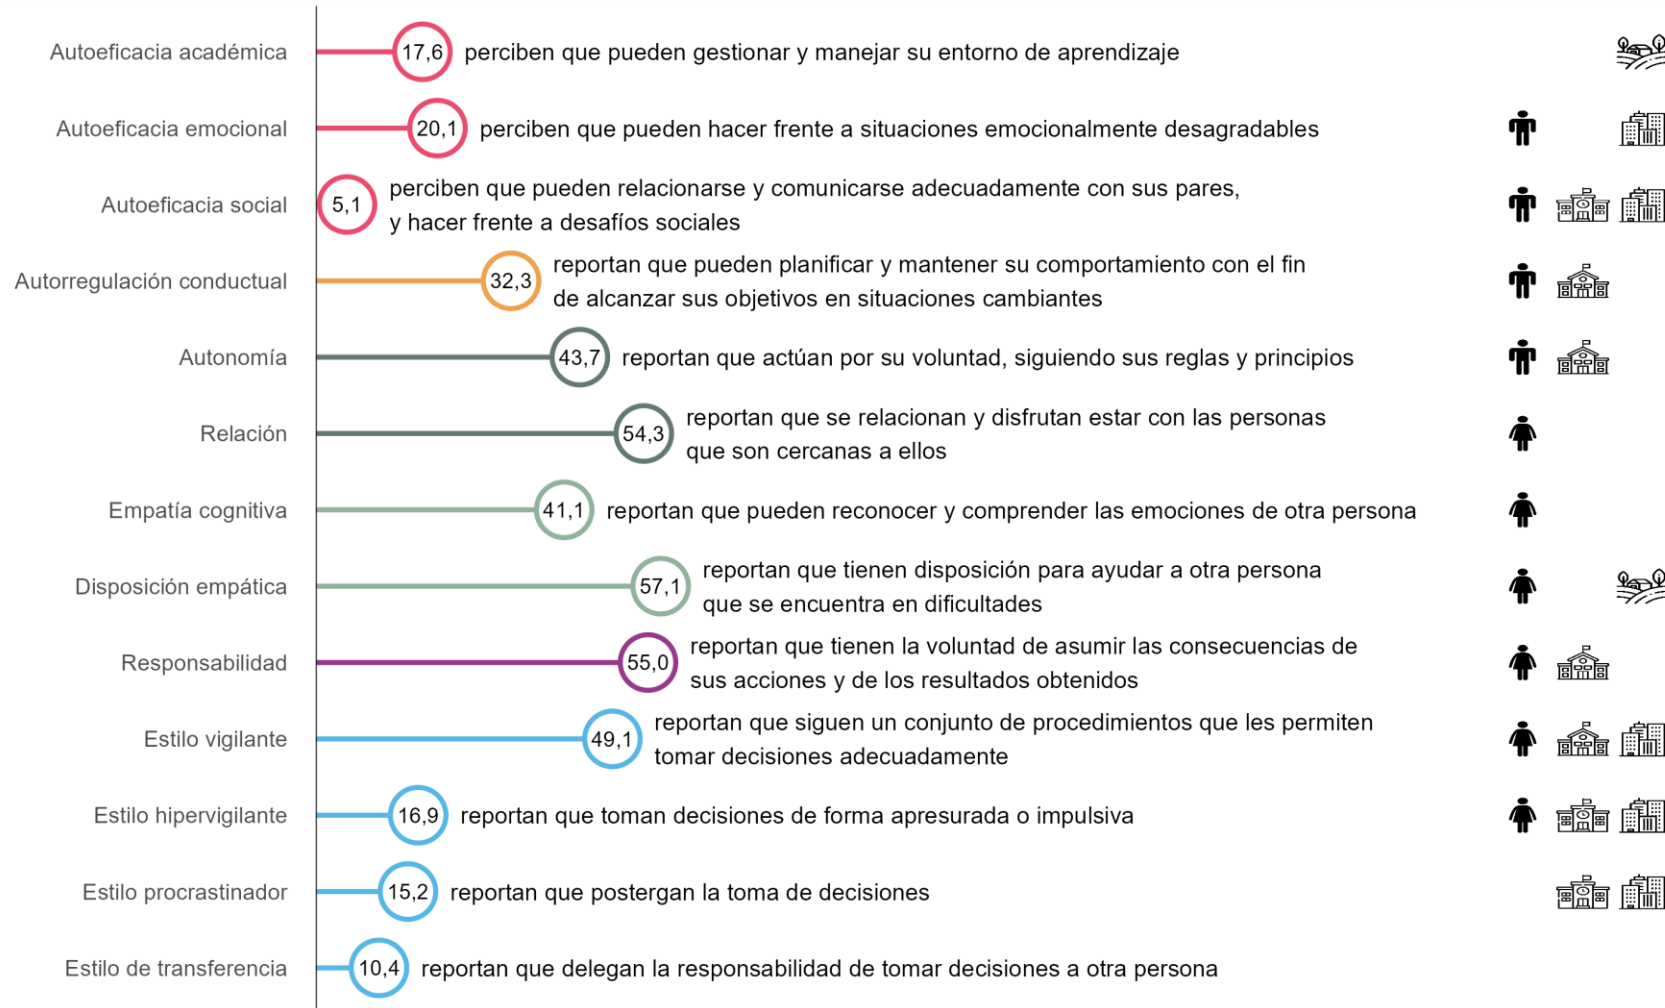 Autoeficacia académica
17,6
perciben que pueden gestionar y manejar su entorno de aprendizaje
Autoeficacia emocional
20,1
perciben que pueden hacer frente a situaciones emocionalmente desagradables
Autoeficacia social
5,1
perciben que pueden relacionarse y comunicarse adecuadamente con sus pares,
y hacer frente a desafíos sociales
Autorregulación conductual
32,3
reportan que pueden planificar y mantener su comportamiento con el fin
de alcanzar sus objetivos en situaciones cambiantes
Autonomía
43,7
reportan que actúan por su voluntad, siguiendo sus reglas y principios
Relación
54,3
reportan que se relacionan y disfrutan estar con las personas
que son cercanas a ellos
Empatía cognitiva
41,1
reportan que pueden reconocer y comprender las emociones de otra persona
Disposición empática
57,1
reportan que tienen disposición para ayudar a otra persona
que se encuentra en dificultades
Responsabilidad
55,0
reportan que tienen la voluntad de asumir las consecuencias de
sus acciones y de los resultados obtenidos
Estilo vigilante
49,1
reportan que siguen un conjunto de procedimientos que les permiten
tomar decisiones adecuadamente
Estilo hipervigilante
16,9
reportan que toman decisiones de forma apresurada o impulsiva
Estilo procrastinador
15,2
reportan que postergan la toma de decisiones
Estilo de transferencia
10,4
reportan que delegan la responsabilidad de tomar decisiones a otra persona